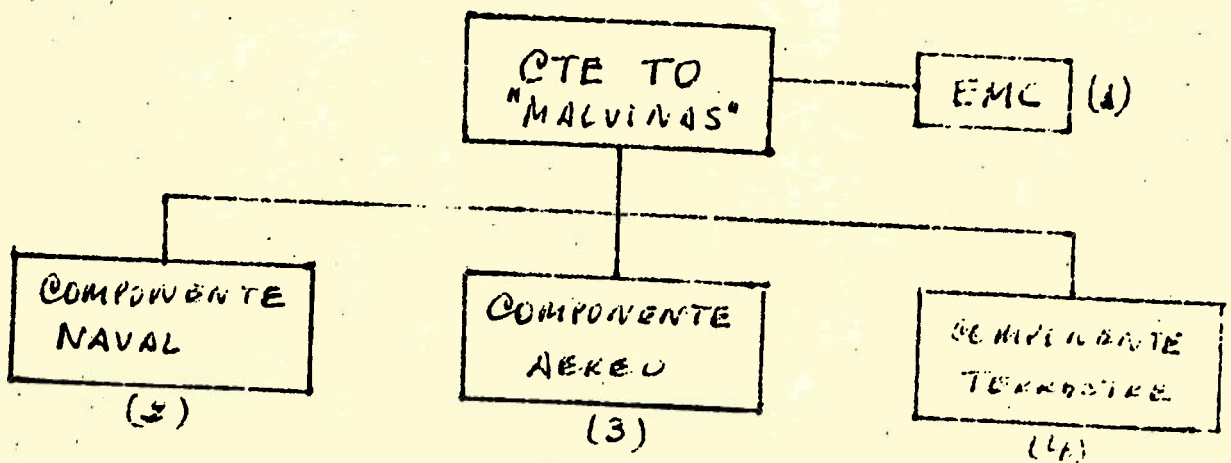 CTE TO
"MALVINAS"
EMC (1)
COMPONENTE
NAVAL
(2)
COMPONENTE
AEREO
(3)
COMPONENTE
TERRESTRE
(4)